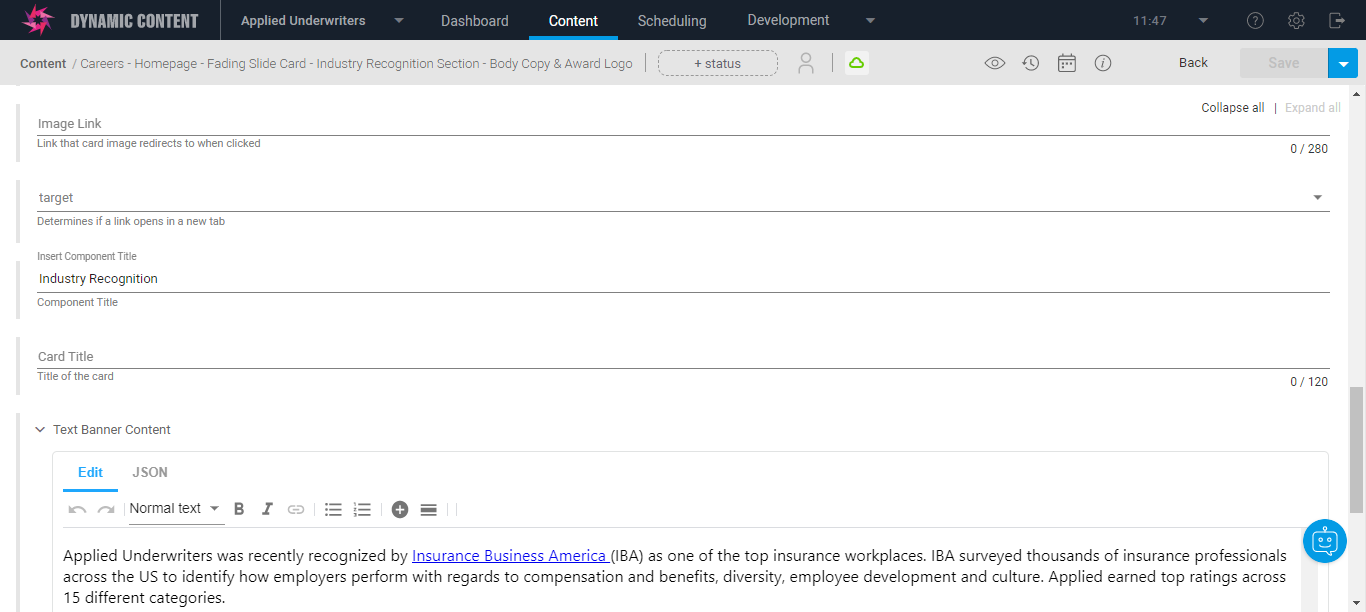 DYNAMIC CONTENT Applied Underwriters Dashboard Content Scheduling Development 11:47
Content / Careers - Homepage - Fading Slide Card - Industry Recognition Section - Body Copy & Award Logo + status Back Save
Collapse all | Expand all
Image Link
Link that card image redirects to when clicked
0 / 280
target
Determines if a link opens in a new tab
Insert Component Title
Industry Recognition
Component Title
Card Title
Title of the card
0 / 120
Text Banner Content
Edit JSON
Normal text B I
Applied Underwriters was recently recognized by Insurance Business America (IBA) as one of the top insurance workplaces. IBA surveyed thousands of insurance professionals
across the US to identify how employers perform with regards to compensation and benefits, diversity, employee development and culture. Applied earned top ratings across
15 different categories.